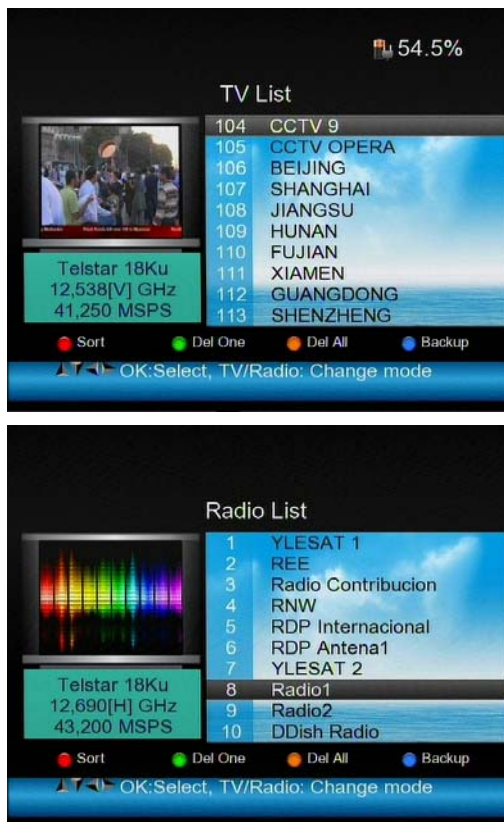 54.5%
TV List
104 CCTV 9
105 CCTV OPERA
106 BEIJING
107 SHANGHAI
108 JIANGSU
109 HUNAN
110 FUJIAN
111 XIAMEN
112 GUANGDONG
113 SHENZHENG
Telstar 18Ku
12,538[V] GHz
41,250 MSPS
Sort Del One Del All Backup
OK:Select, TV/Radio: Change mode
Radio List
1 YLESAT 1
2 REE
3 Radio Contribucion
4 RNW
5 RDP Internacional
6 RDP Antena1
7 YLESAT 2
8 Radio1
9 Radio2
10 DDish Radio
Telstar 18Ku
12,690[H] GHz
43,200 MSPS
Sort Del One Del All Backup
OK:Select, TV/Radio: Change mode